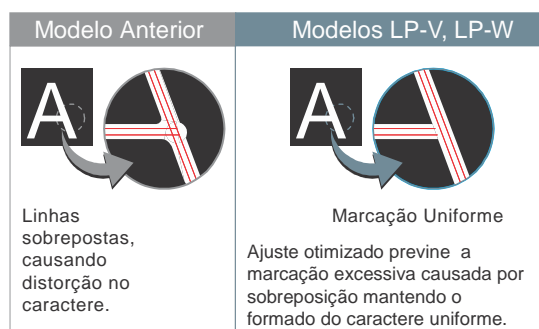 Modelo Anterior
Modelos LP-V, LP-W
A
A
Linhas
sobrepostas,
causando
distorção no
caractere.
Marcação Uniforme
Ajuste otimizado previne a
marcação excessiva causada por
sobreposição mantendo o
formado do caractere uniforme.